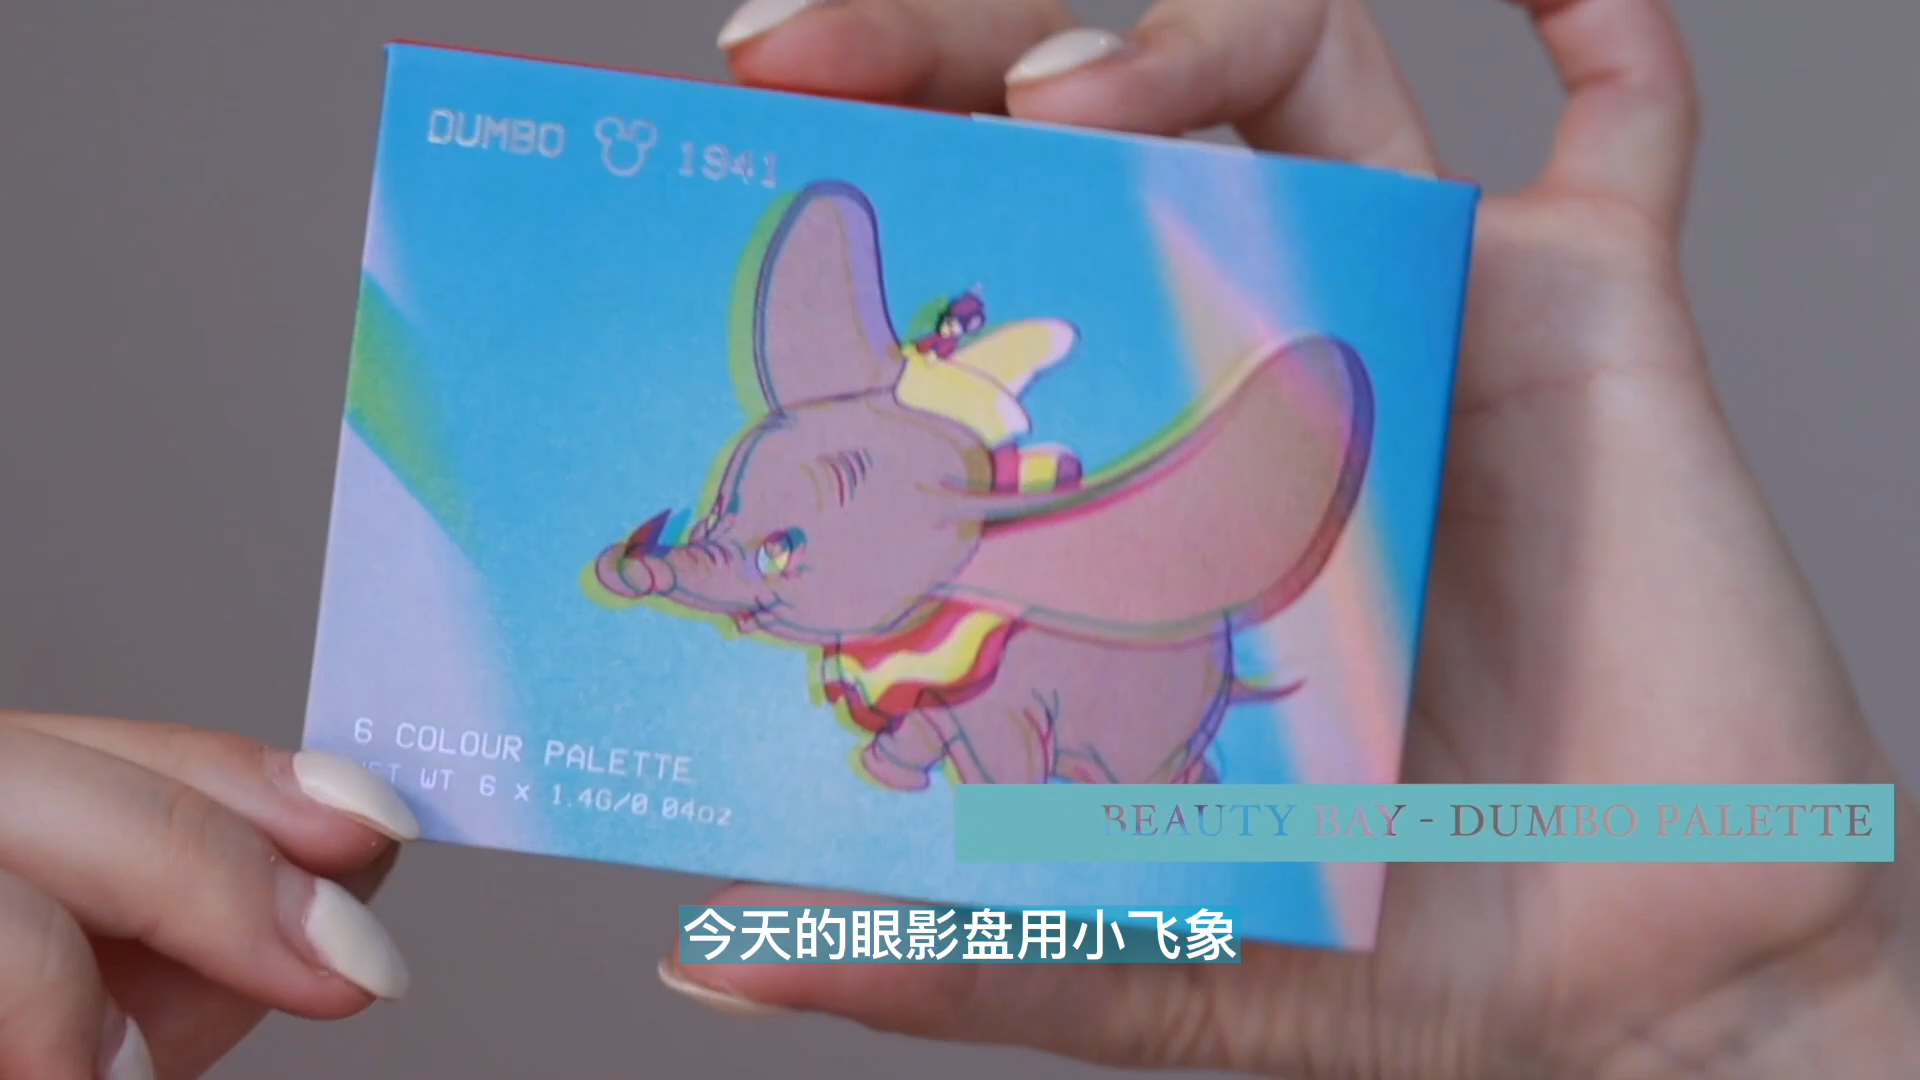 DUMBO 1941
6 COLOUR PALETTE
NET WT 6 x 1.4G/0.04oz
BEAUTY BAY - DUMBO PALETTE
今天的眼影盘用小飞象